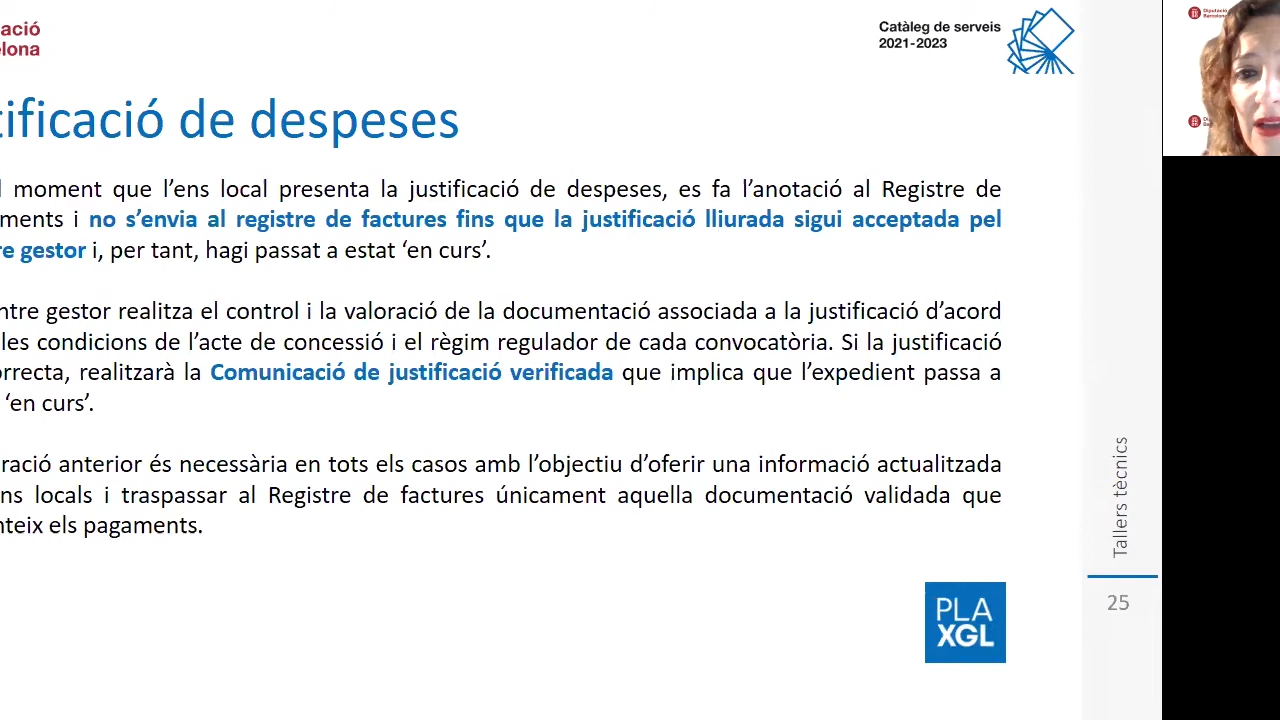 ació
elona
Catàleg de serveis
2021-2023
Diputació
Barcelona
tificació de despeses
l moment que l’ens local presenta la justificació de despeses, es fa l’anotació al Registre de
ments i no s’envia al registre de factures fins que la justificació lliurada sigui acceptada pel
re gestor i, per tant, hagi passat a estat ‘en curs’.
ntre gestor realitza el control i la valoració de la documentació associada a la justificació d’acord
les condicions de l’acte de concessió i el règim regulador de cada convocatòria. Si la justificació
orrecta, realitzarà la Comunicació de justificació verificada que implica que l’expedient passa a
‘en curs’.
ració anterior és necessària en tots els casos amb l’objectiu d’oferir una informació actualitzada
ns locals i traspassar al Registre de factures únicament aquella documentació validada que
nteix els pagaments.
Tallers tècnics
25
PLA
XGL